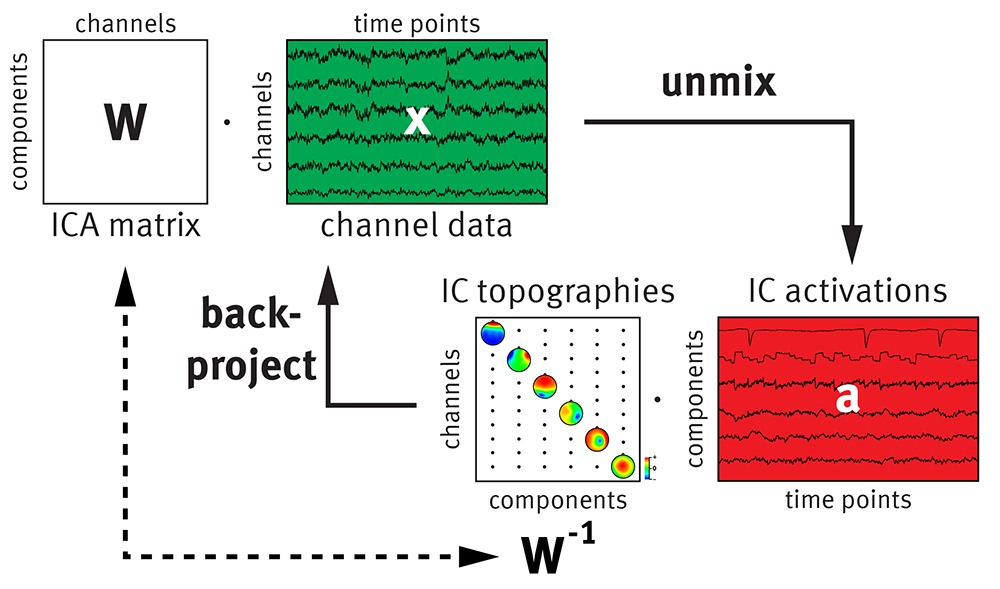 channels
time points
components
W
·
channels
x
unmix
ICA matrix
channel data
back-
project
IC topographies
IC activations
channels
+
0
-
·
components
a
components
time points
W-1